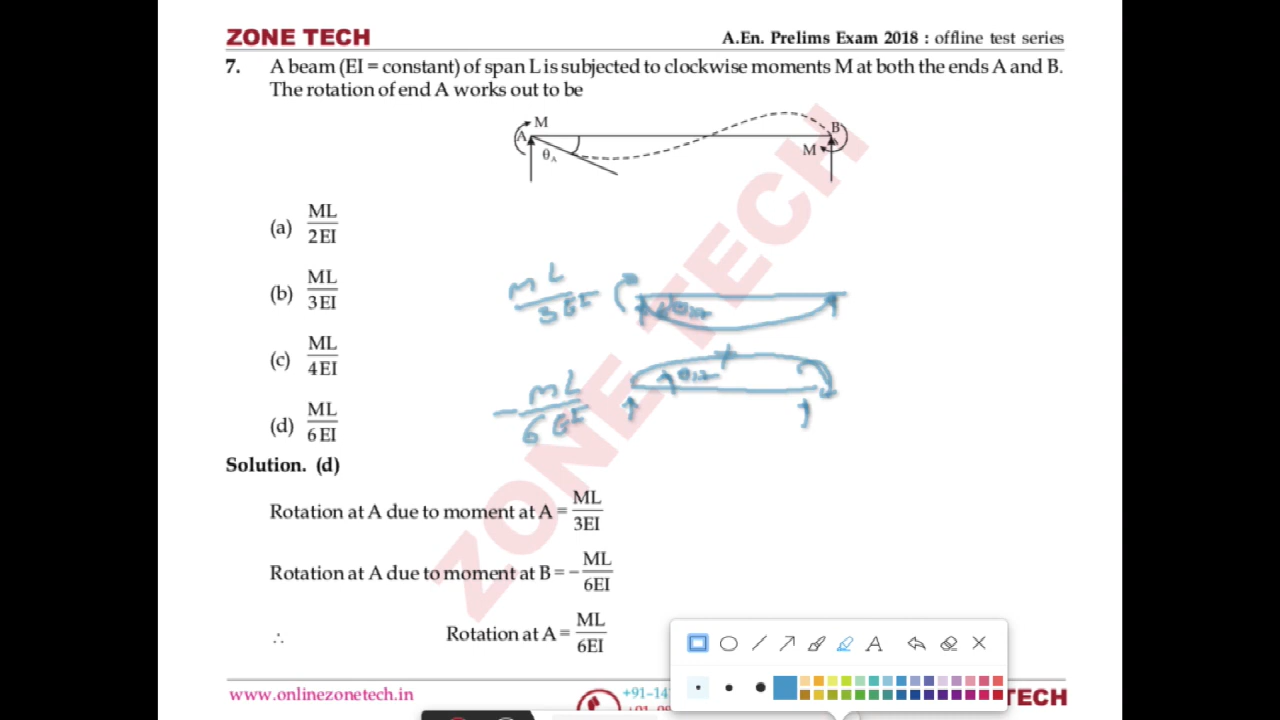 ZONE TECH
A.En. Prelims Exam 2018 : offline test series
7. A beam (EI = constant) of span L is subjected to clockwise moments M at both the ends A and B.
The rotation of end A works out to be
M
A
B
θA
M
(a) ML/2EI
(b) ML/3EI
(c) ML/4EI
(d) ML/6EI
ML/3EI
-ML/6EI
Solution. (d)
Rotation at A due to moment at A = ML/3EI
Rotation at A due to moment at B = - ML/6EI
∴ Rotation at A = ML/6EI
ZONE TECH
A
www.onlinezonetech.in
+91-14
TECH